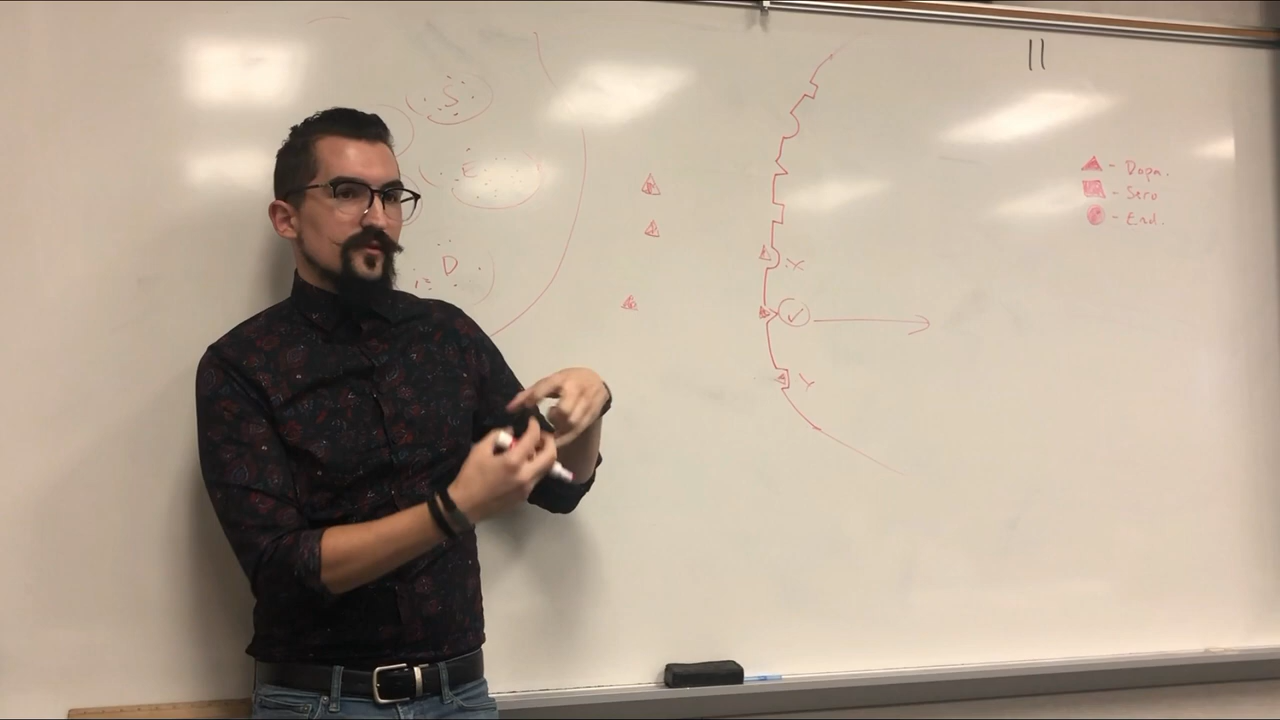 S
E
D
11
- Dopa.
- Sero
- End.